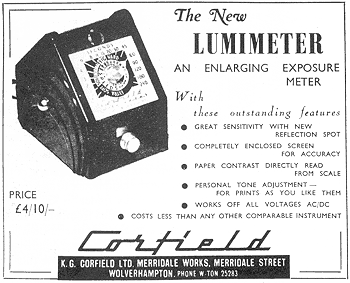 The New
LUMIMETER
AN ENLARGING EXPOSURE
METER
With
these outstanding features
● GREAT SENSITIVITY WITH NEW
REFLECTION SPOT
● COMPLETELY ENCLOSED SCREEN
FOR ACCURACY
● PAPER CONTRAST DIRECTLY READ
FROM SCALE
● PERSONAL TONE ADJUSTMENT—
FOR PRINTS AS YOU LIKE THEM
● WORKS OFF ALL VOLTAGES AC/DC
● COSTS LESS THAN ANY OTHER COMPARABLE INSTRUMENT
PRICE
£4/10/-
Corfield
K. G. CORFIELD LTD. MERRIDALE WORKS, MERRIDALE STREET
WOLVERHAMPTON. PHONE W-TON 25283